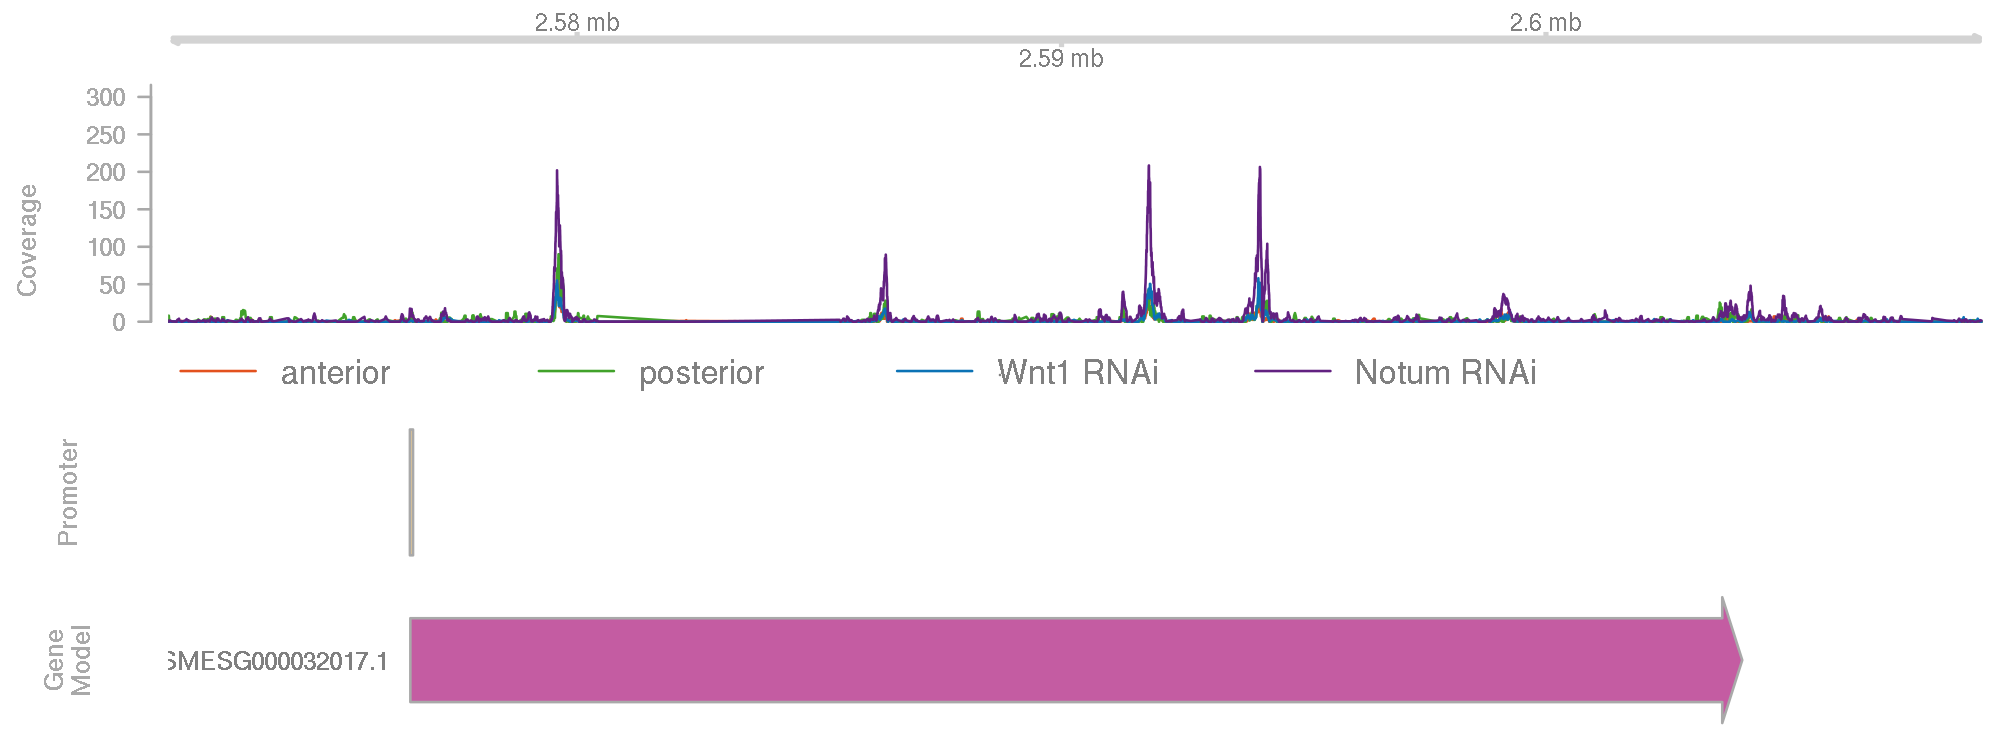 2.58 mb
2.6 mb
2.59 mb
300
250
200
150
100
50
0
Coverage
anterior posterior Wnt1 RNAi Notum RNAi
Promoter
Gene
Model
SMESG000032017.1